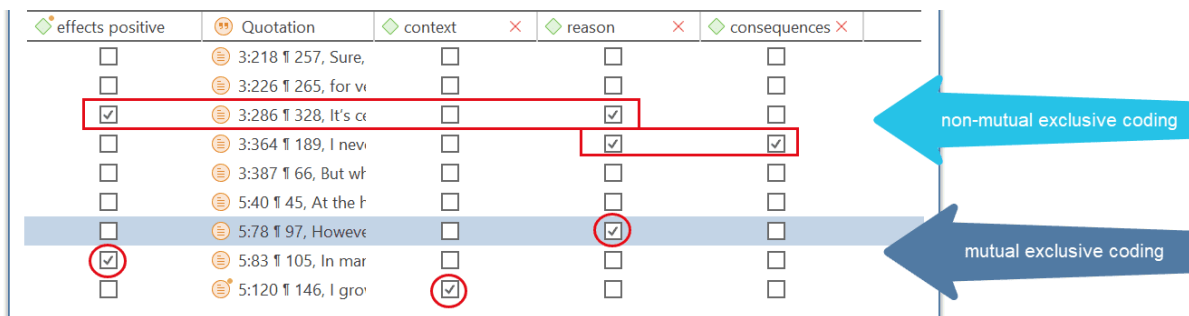 effects positive Quotation context reason consequences
3:218 ¶ 257, Sure,
3:226 ¶ 265, for ve
3:286 ¶ 328, It's ce
non-mutual exclusive coding
3:364 ¶ 189, I neve
3:387 ¶ 66, But wh
5:40 ¶ 45, At the h
5:78 ¶ 97, Howeve
mutual exclusive coding
5:83 ¶ 105, In mar
5:120 ¶ 146, I grov